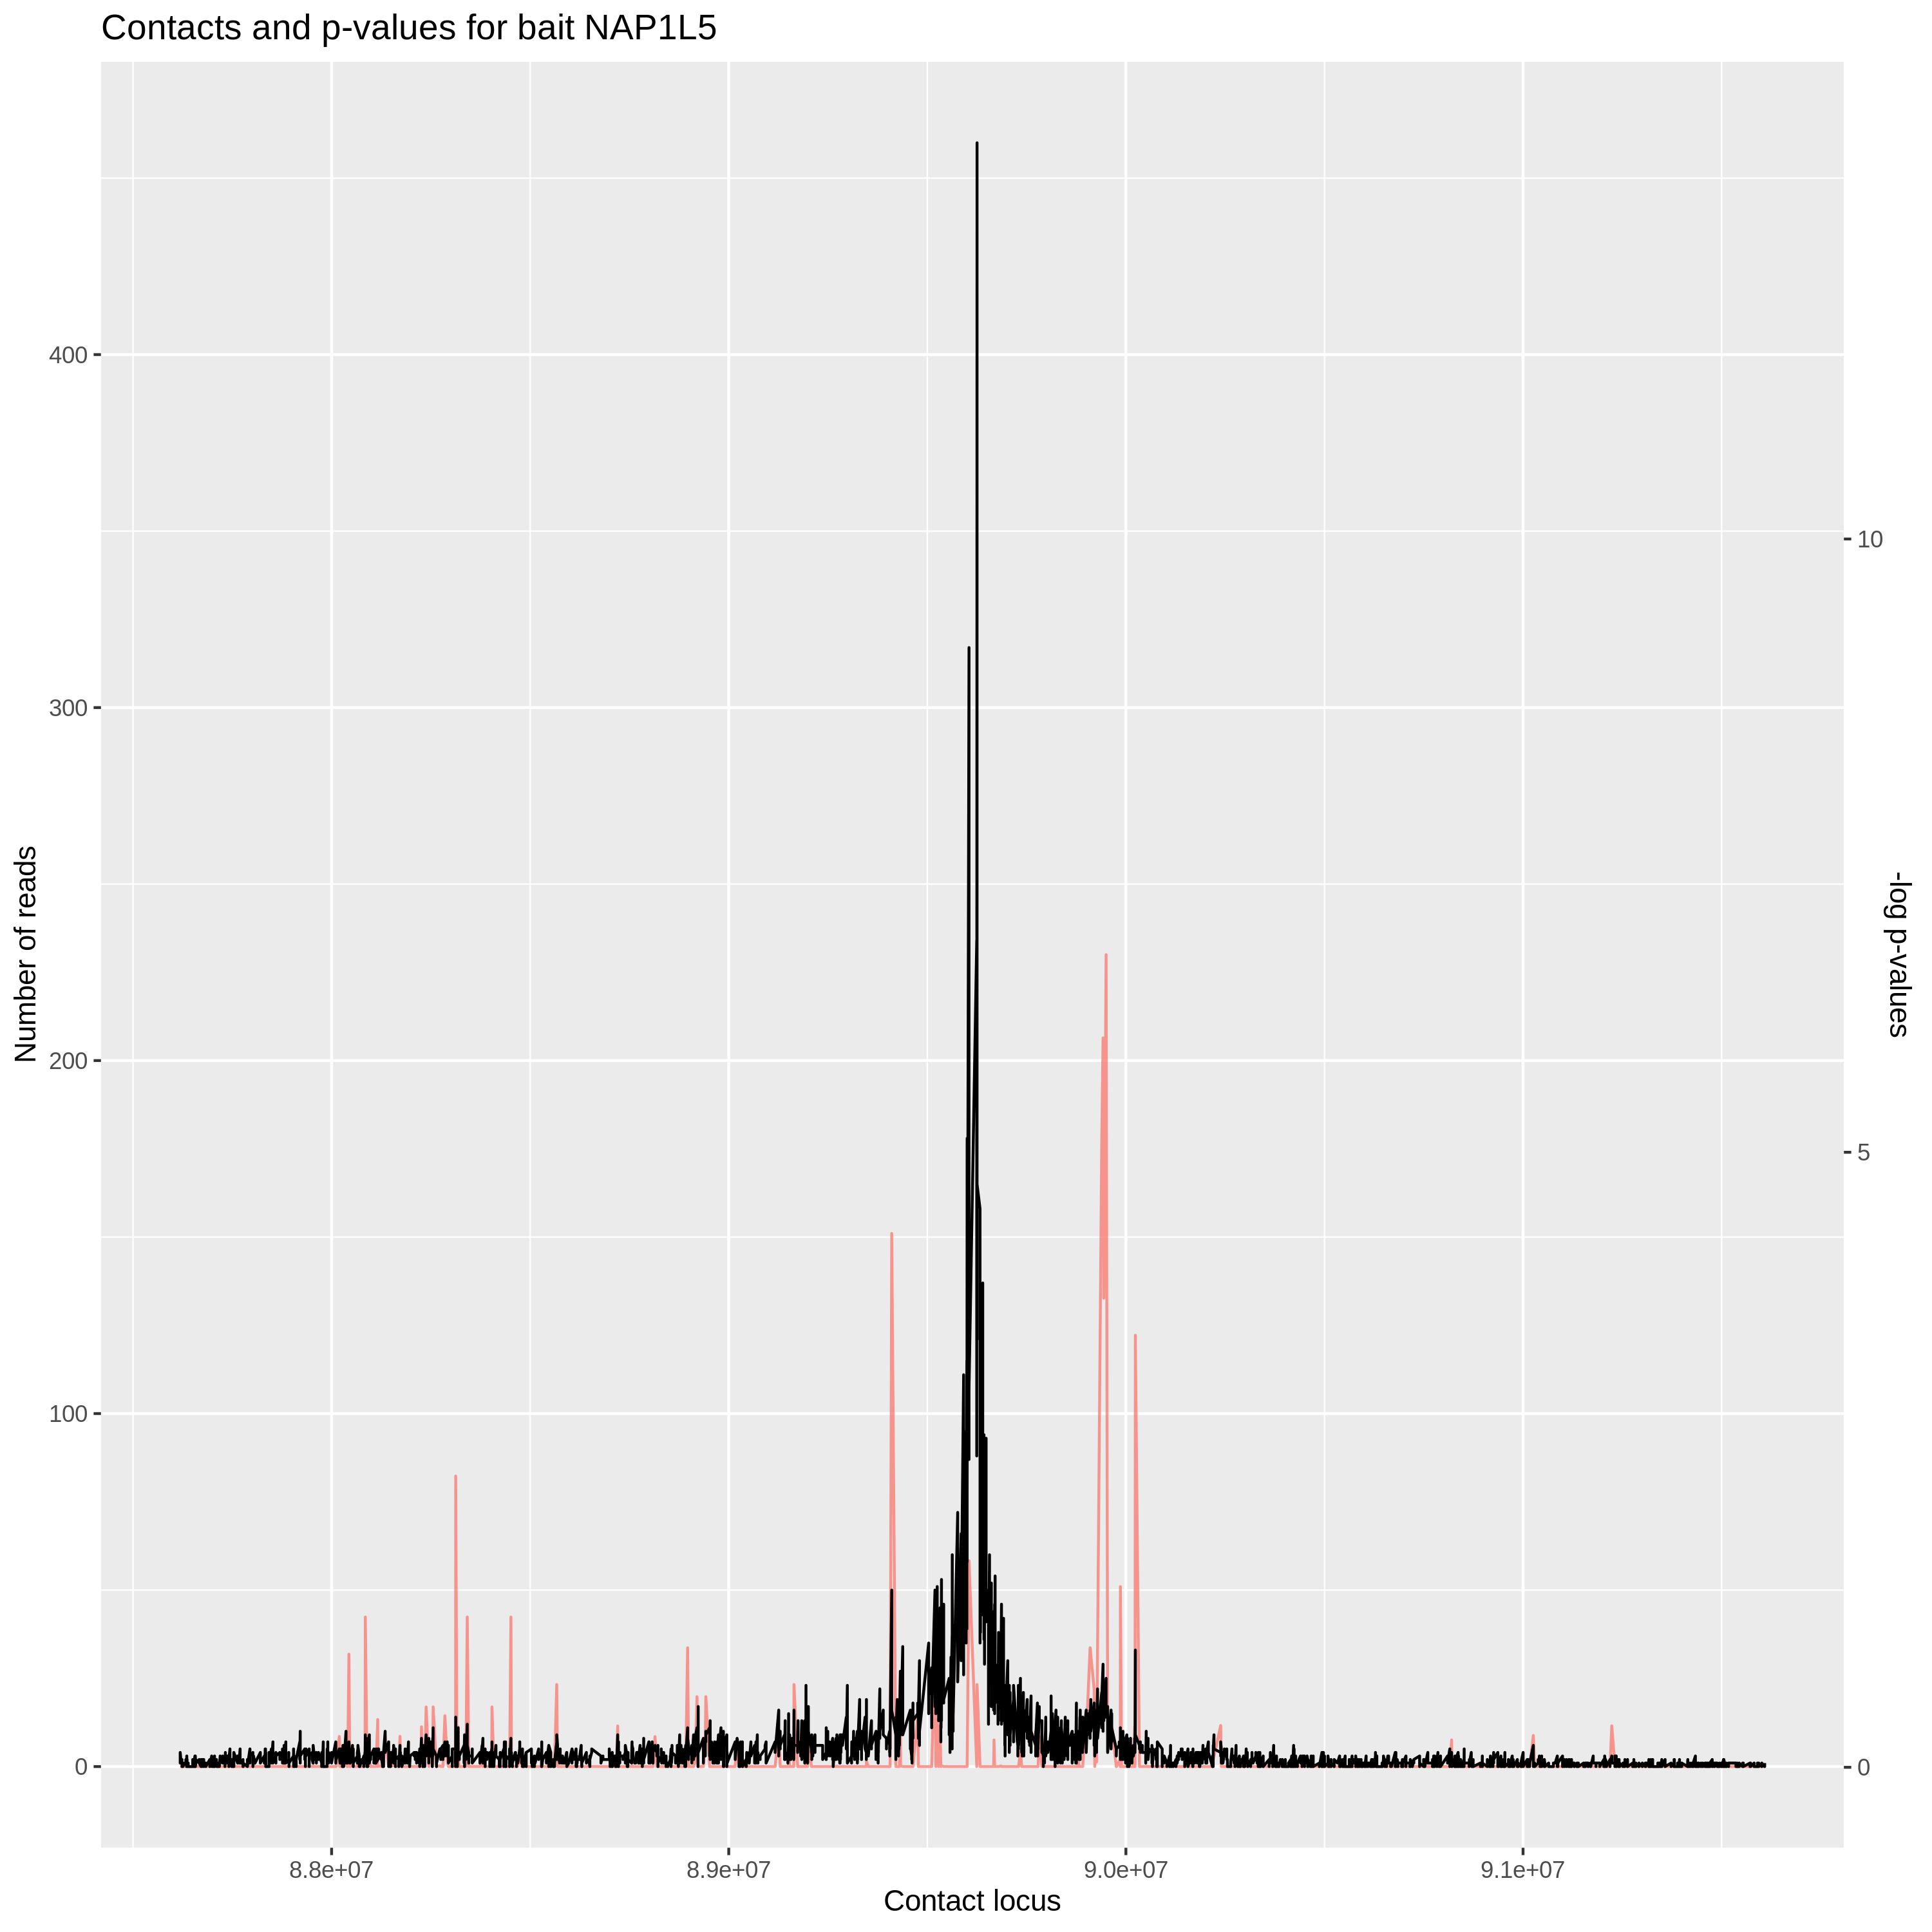 Contacts and p-values for bait NAP1L5
Number of reads
400
300
200
100
0
10
5
0
-log p-values
8.8e+07
8.9e+07
9.0e+07
9.1e+07
Contact locus